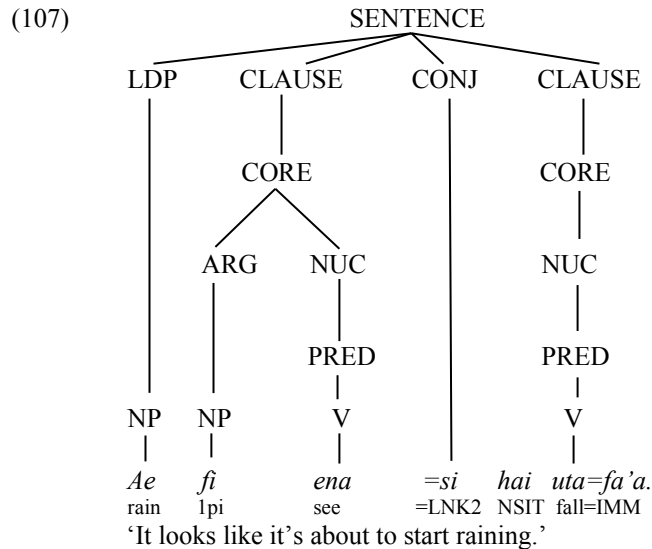 (107) SENTENCE
LDP CLAUSE CONJ CLAUSE
CORE CORE
ARG NUC NUC
PRED PRED
NP NP V V
Ae fi ena =si hai uta=fa’a.
rain 1pi see =LNK2 NSIT fall=IMM
‘It looks like it’s about to start raining.’